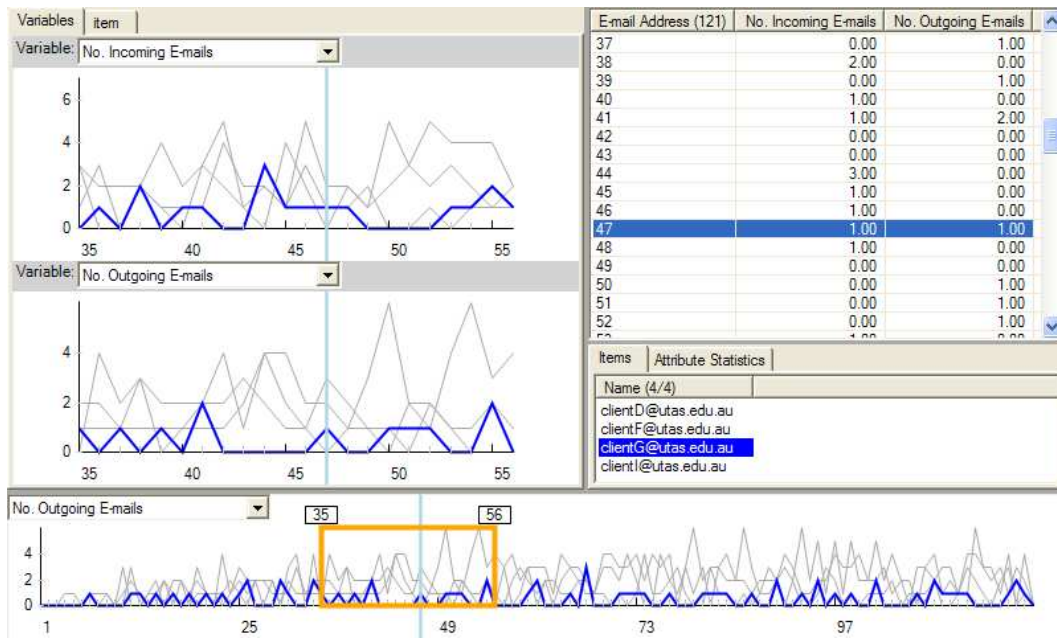 Variables item
Variable: No. Incoming E-mails
6
4
2
0
35 40 45 50 55
Variable: No. Outgoing E-mails
4
2
0
35 40 45 50 55
E-mail Address (121) No. Incoming E-mails No. Outgoing E-mails
37 0.00 1.00
38 2.00 0.00
39 0.00 1.00
40 1.00 0.00
41 1.00 2.00
42 0.00 0.00
43 0.00 0.00
44 3.00 0.00
45 1.00 0.00
46 1.00 0.00
47 1.00 1.00
48 1.00 0.00
49 0.00 0.00
50 0.00 1.00
51 0.00 1.00
52 0.00 1.00
Items Attribute Statistics
Name (4/4)
clientD@utas.edu.au
clientF@utas.edu.au
clientG@utas.edu.au
clientI@utas.edu.au
No. Outgoing E-mails 35 56
4
2
0
1 25 49 73 97